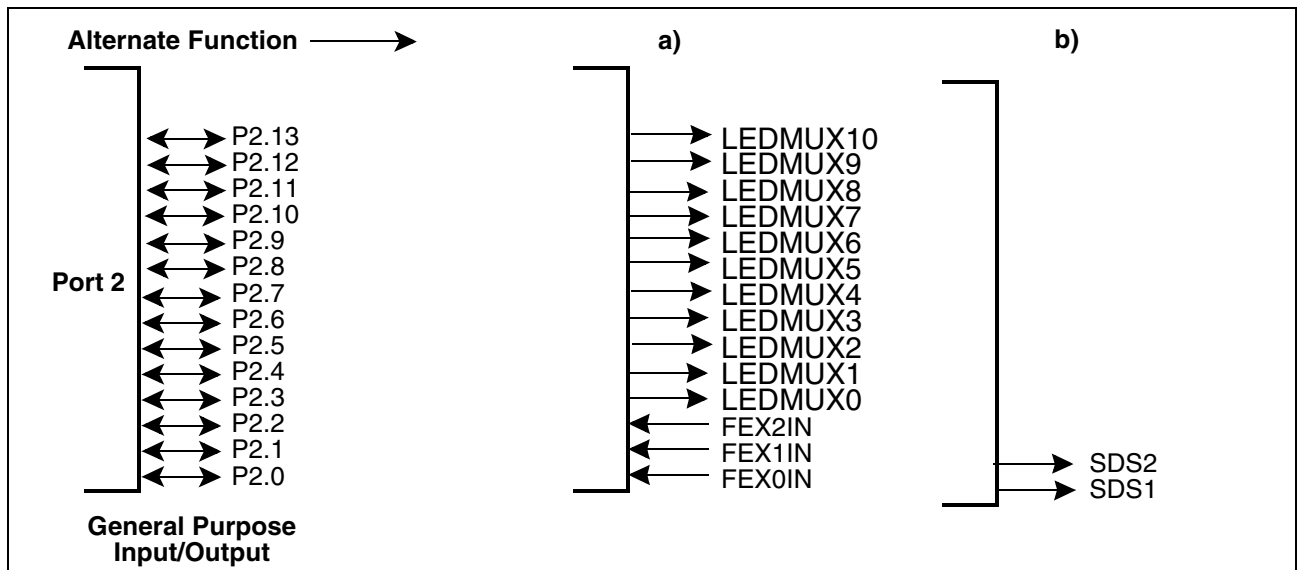 Alternate Function
a)
b)
Port 2
P2.13
P2.12
P2.11
P2.10
P2.9
P2.8
P2.7
P2.6
P2.5
P2.4
P2.3
P2.2
P2.1
P2.0
General Purpose
Input/Output
LEDMUX10
LEDMUX9
LEDMUX8
LEDMUX7
LEDMUX6
LEDMUX5
LEDMUX4
LEDMUX3
LEDMUX2
LEDMUX1
LEDMUX0
FEX2IN
FEX1IN
FEX0IN
SDS2
SDS1